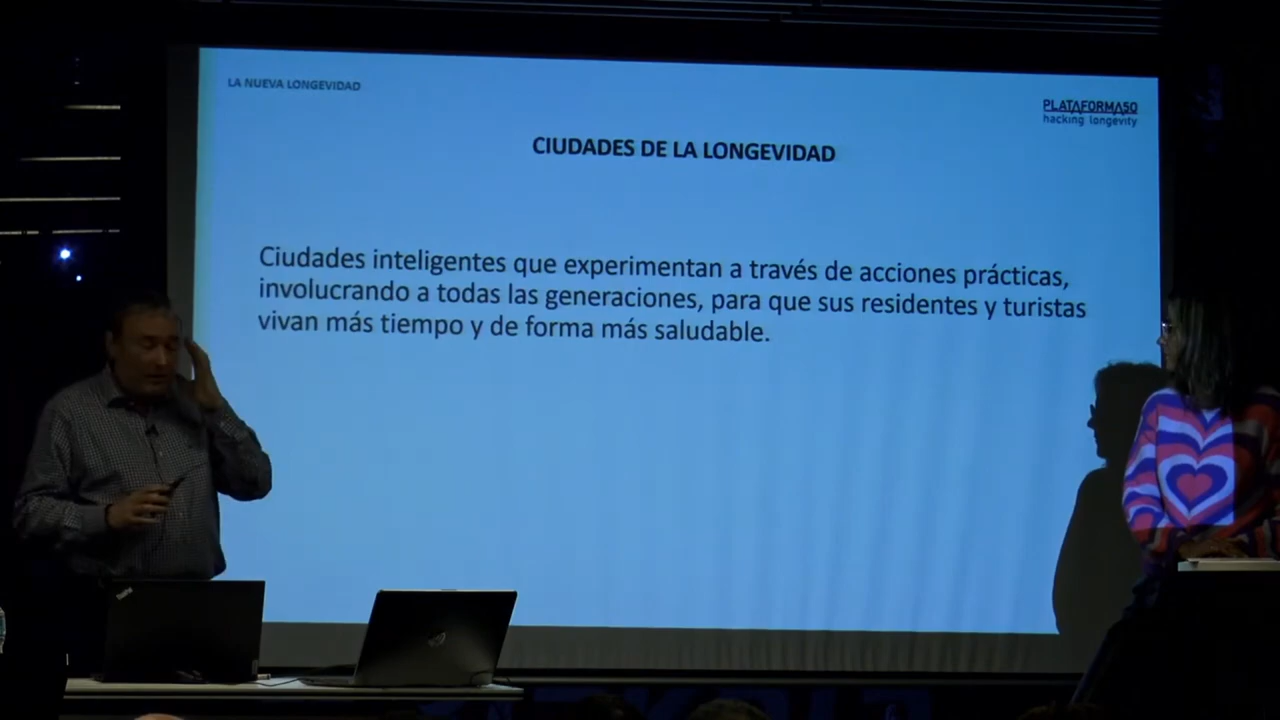 LA NUEVA LONGEVIDAD
PLATAFORMA50
hacking longevity
CIUDADES DE LA LONGEVIDAD
Ciudades inteligentes que experimentan a través de acciones prácticas,
involucrando a todas las generaciones, para que sus residentes y turistas
vivan más tiempo y de forma más saludable.